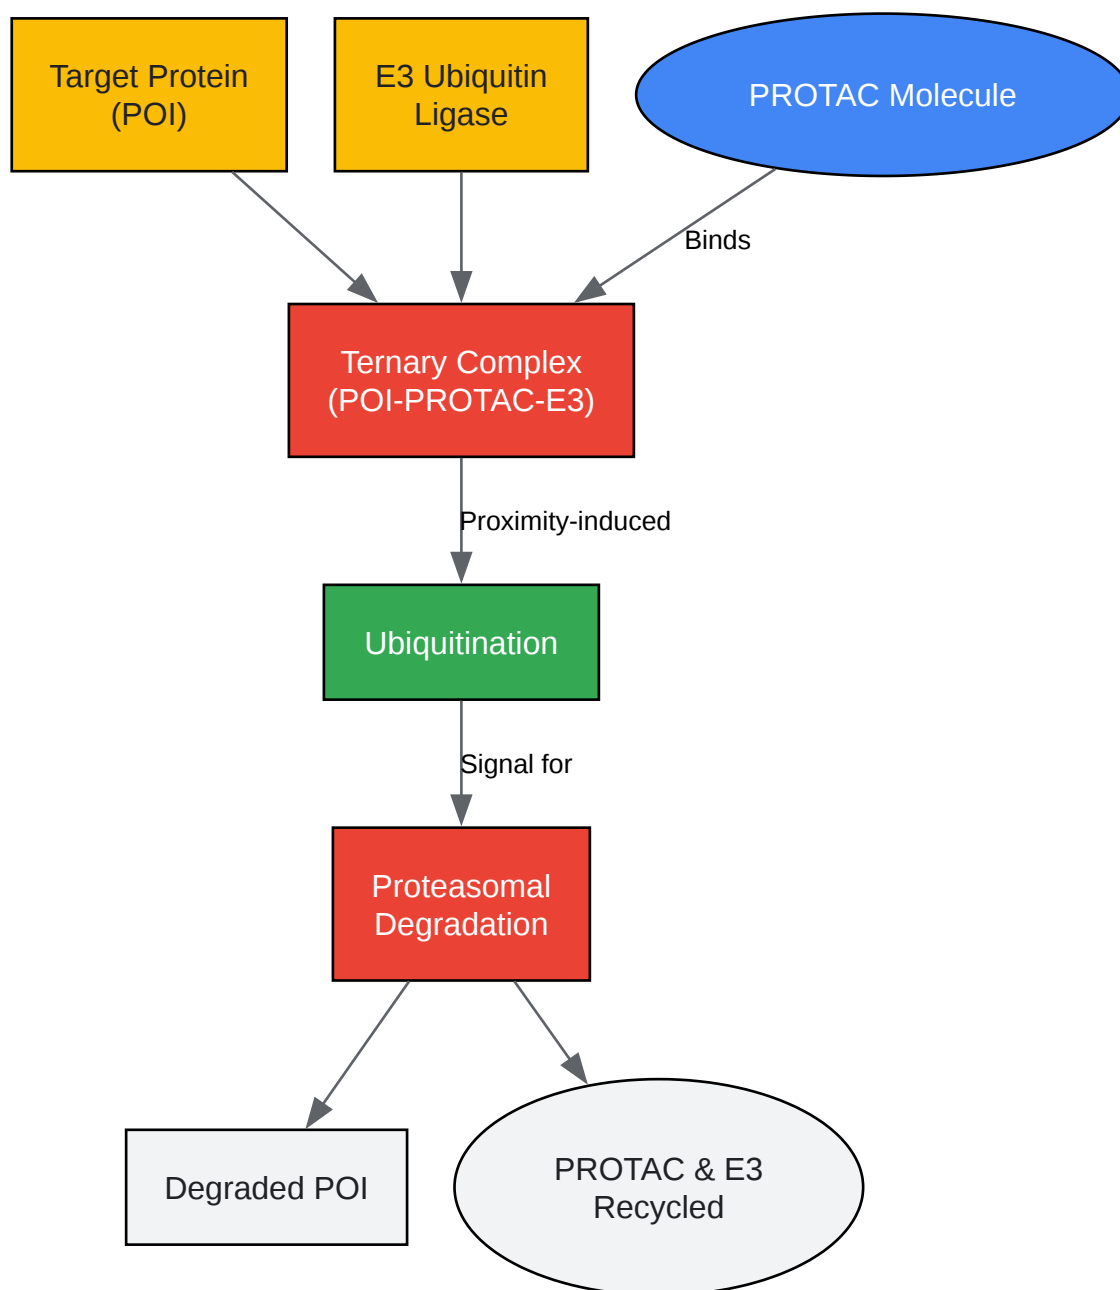 Target Protein
(POI)
E3 Ubiquitin
Ligase
PROTAC Molecule
Binds
Ternary Complex
(POI-PROTAC-E3)
Proximity-induced
Ubiquitination
Signal for
Proteasomal
Degradation
Degraded POI
PROTAC & E3
Recycled